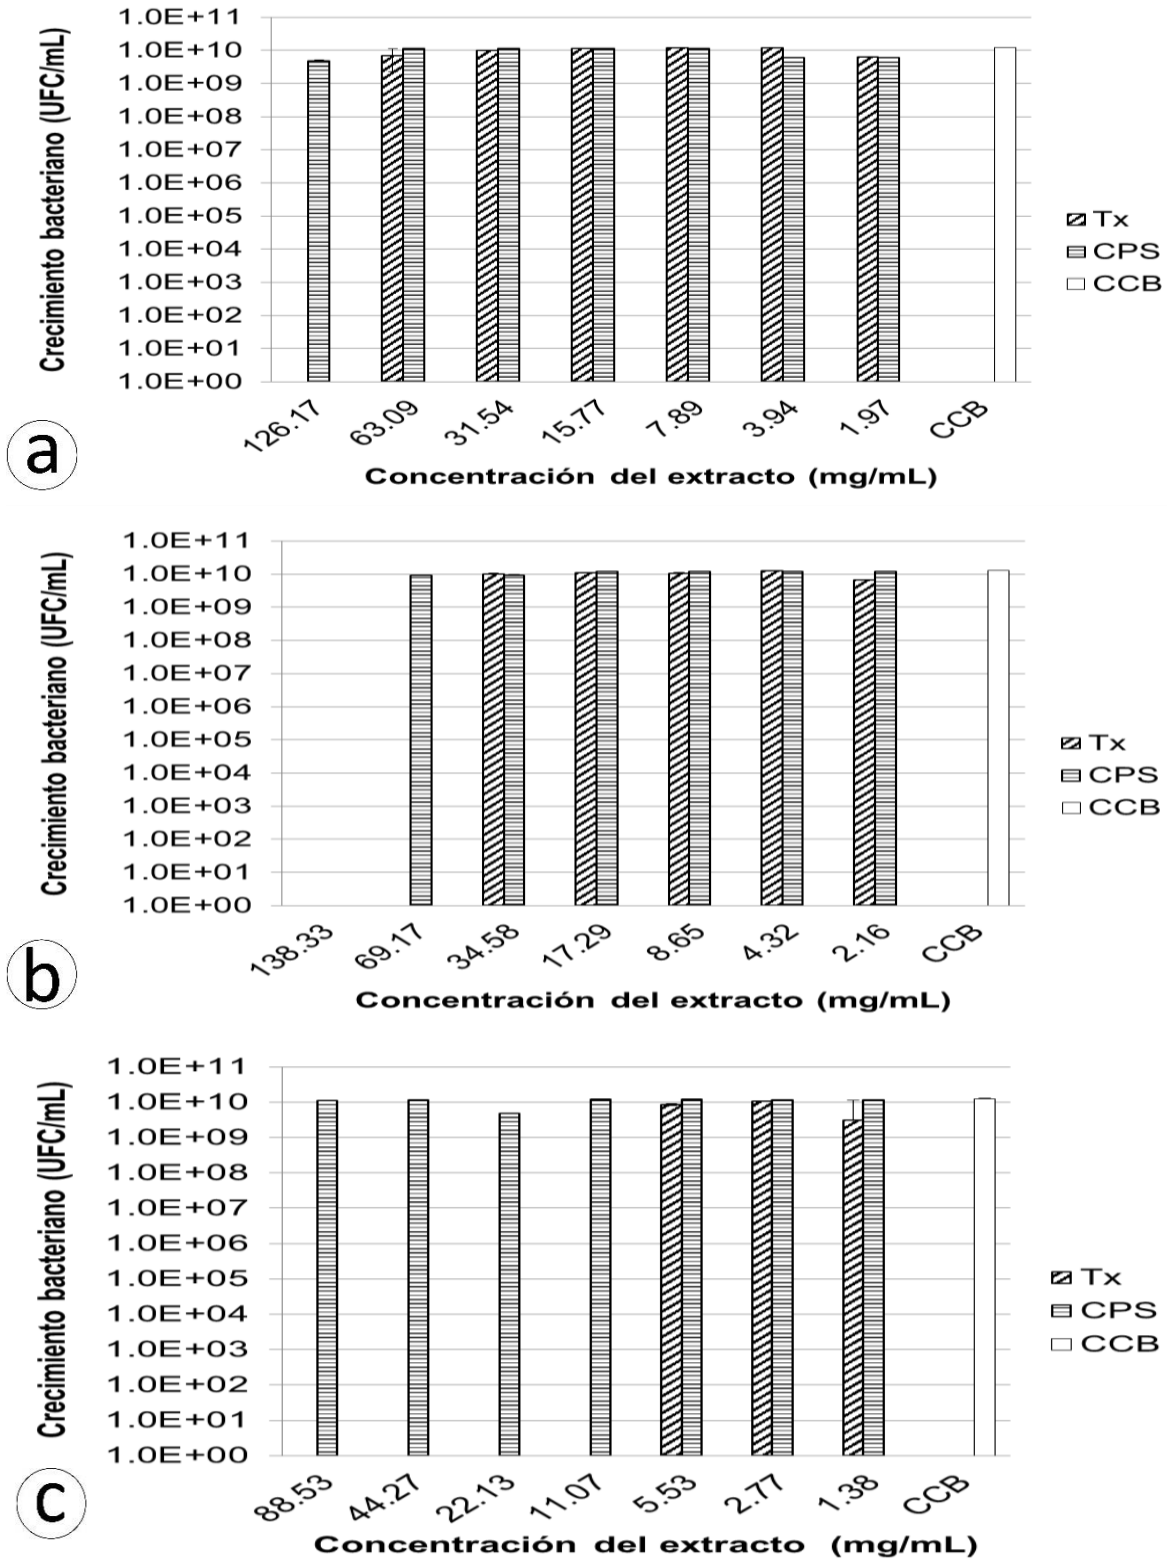 Crecimiento bacteriano (UFC/mL)
1.0E+11
1.0E+10
1.0E+09
1.0E+08
1.0E+07
1.0E+06
1.0E+05
1.0E+04
1.0E+03
1.0E+02
1.0E+01
1.0E+00
126.17 63.09 31.54 15.77 7.89 3.94 1.97 CCB
Concentración del extracto (mg/mL)
Tx
CPS
CCB
a
Crecimiento bacteriano (UFC/mL)
1.0E+11
1.0E+10
1.0E+09
1.0E+08
1.0E+07
1.0E+06
1.0E+05
1.0E+04
1.0E+03
1.0E+02
1.0E+01
1.0E+00
138.33 69.17 34.58 17.29 8.65 4.32 2.16 CCB
Concentración del extracto (mg/mL)
Tx
CPS
CCB
b
Crecimiento bacteriano (UFC/mL)
1.0E+11
1.0E+10
1.0E+09
1.0E+08
1.0E+07
1.0E+06
1.0E+05
1.0E+04
1.0E+03
1.0E+02
1.0E+01
1.0E+00
88.53 44.27 22.13 11.07 5.53 2.77 1.38 CCB
Concentración del extracto (mg/mL)
Tx
CPS
CCB
c